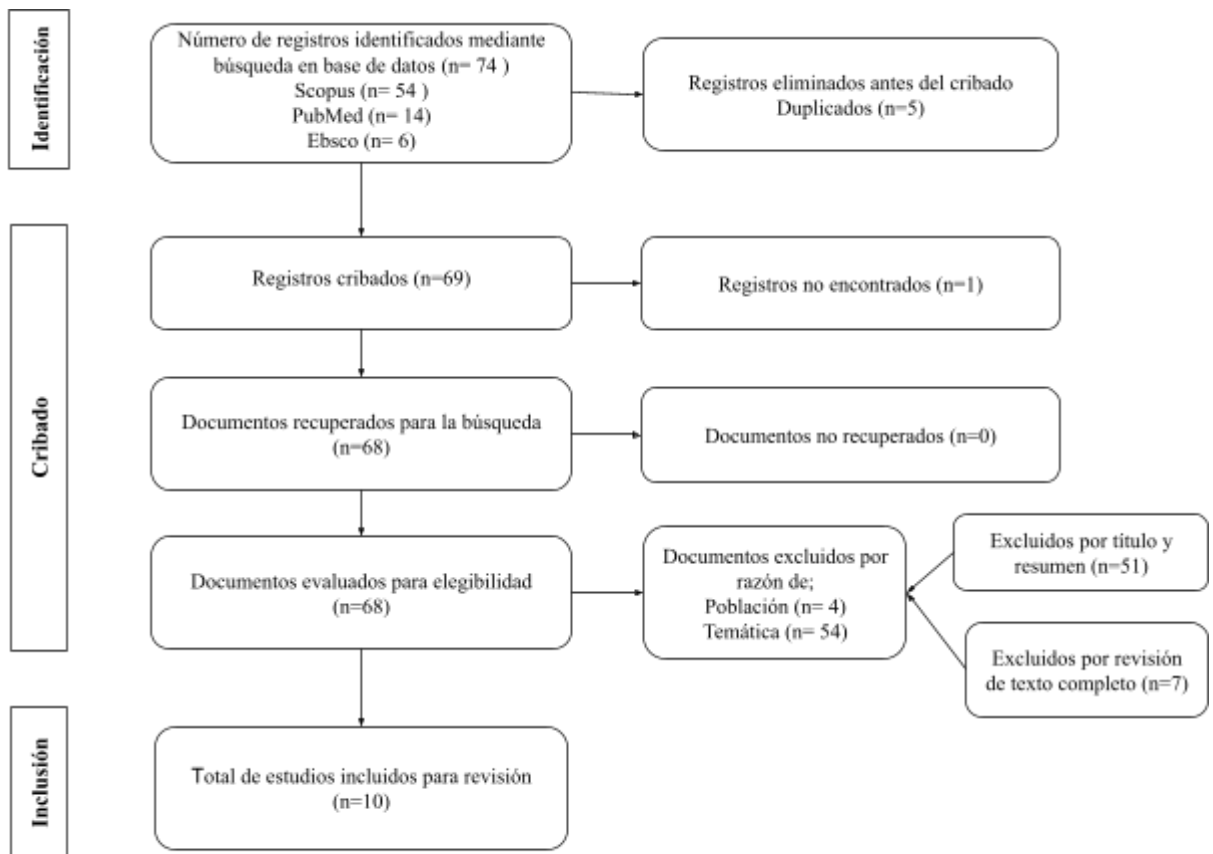 Identificación
Número de registros identificados mediante
búsqueda en base de datos (n= 74 )
Scopus (n= 54 )
PubMed (n= 14)
Ebsco (n= 6)
Registros eliminados antes del cribado
Duplicados (n=5)
Cribado
Registros cribados (n=69)
Registros no encontrados (n=1)
Documentos recuperados para la búsqueda
(n=68)
Documentos no recuperados (n=0)
Documentos evaluados para elegibilidad
(n=68)
Documentos excluidos por
razón de;
Población (n= 4)
Temática (n= 54)
Excluidos por título y
resumen (n=51)
Excluidos por revisión
de texto completo (n=7)
Inclusión
Total de estudios incluidos para revisión
(n=10)